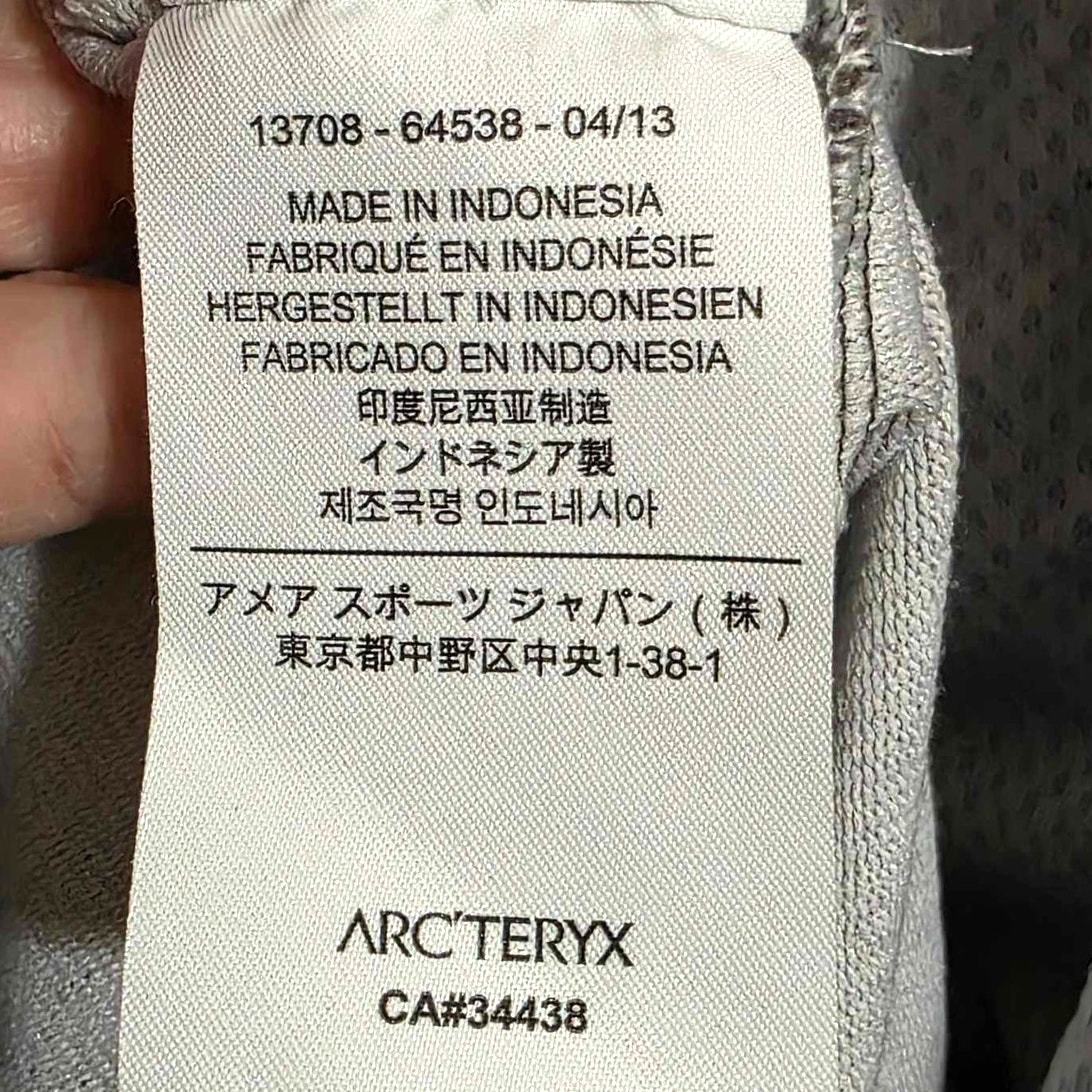 13708 - 64538 - 04/13
MADE IN INDONESIA
FABRIQUÉ EN INDONÉSIE
HERGESTELLT IN INDONESIEN
FABRICADO EN INDONESIA
印度尼西亚制造
インドネシア製
제조국명 인도네시아
アメア スポーツ ジャパン ( 株 )
東京都中野区中央1-38-1
ARC'TERYX
CA#34438